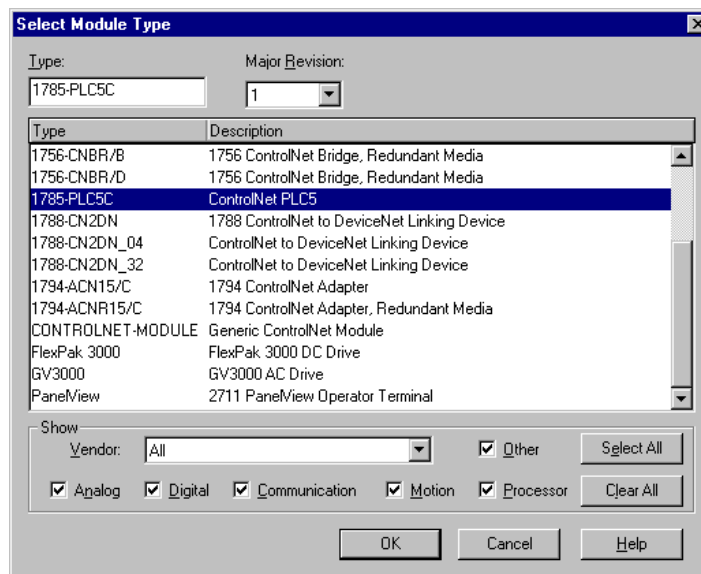 Select Module Type
Type: Major Revision:
1785-PLC5C 1
Type Description
1756-CNBR/B 1756 ControlNet Bridge, Redundant Media
1756-CNBR/D 1756 ControlNet Bridge, Redundant Media
1785-PLC5C ControlNet PLC5
1788-CN2DN 1788 ControlNet to DeviceNet Linking Device
1788-CN2DN_04 ControlNet to DeviceNet Linking Device
1788-CN2DN_32 ControlNet to DeviceNet Linking Device
1794-ACN15/C 1794 ControlNet Adapter
1794-ACNR15/C 1794 ControlNet Adapter, Redundant Media
CONTROLNET-MODULE Generic ControlNet Module
FlexPak 3000 FlexPak 3000 DC Drive
GV3000 GV3000 AC Drive
PanelView 2711 PanelView Operator Terminal
Show
Vendor: All Other Select All
Analog Digital Communication Motion Processor Clear All
OK Cancel Help